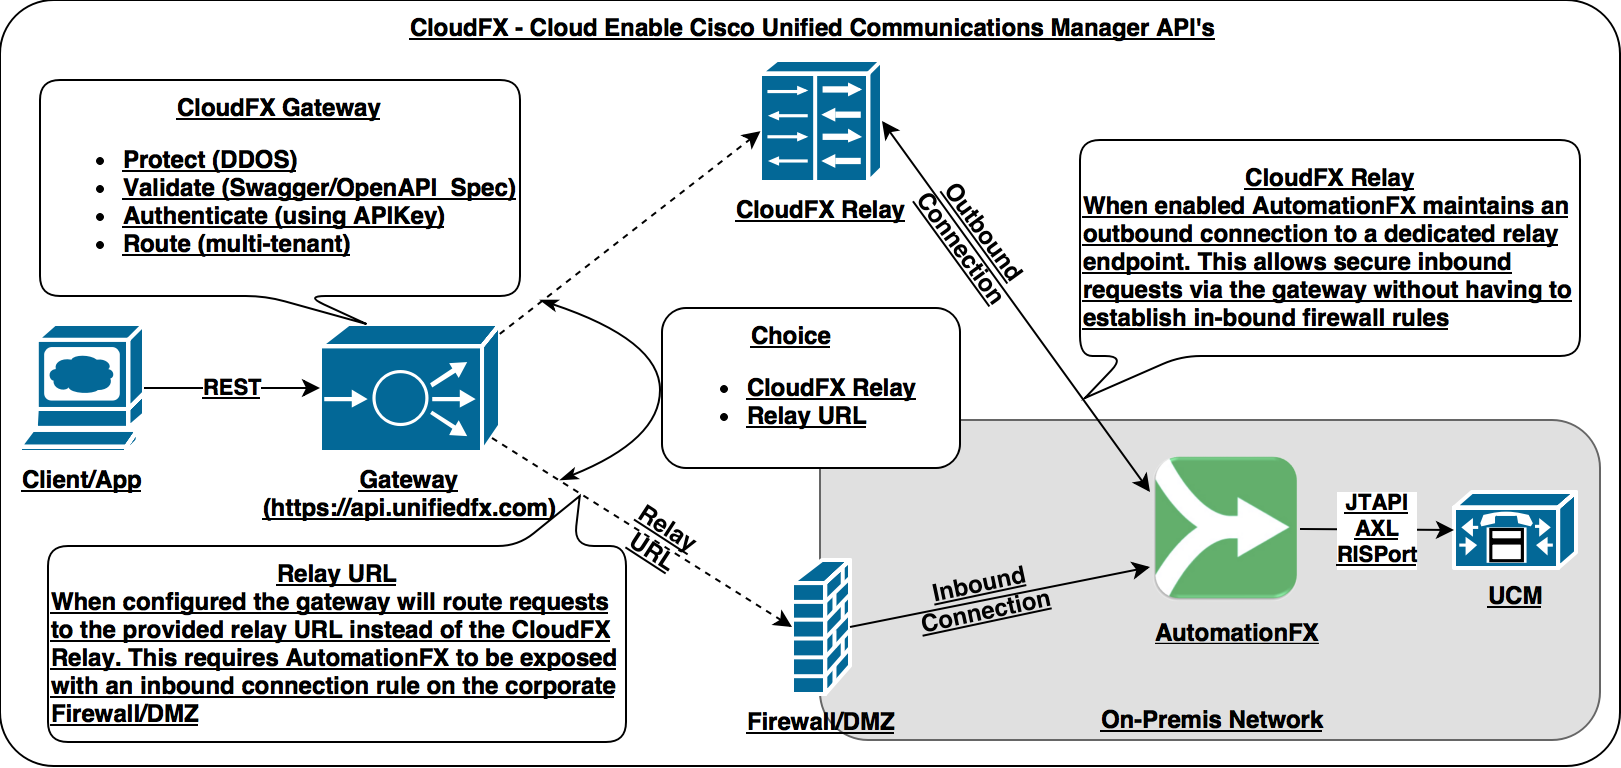 CloudFX - Cloud Enable Cisco Unified Communications Manager API's
CloudFX Gateway
Protect (DDOS)
Validate (Swagger/OpenAPI Spec)
Authenticate (using APIKey)
Route (multi-tenant)
CloudFX Relay
Outbound
Connection
CloudFX Relay
When enabled AutomationFX maintains an
outbound connection to a dedicated relay
endpoint. This allows secure inbound
requests via the gateway without having to
establish in-bound firewall rules
Choice
CloudFX Relay
Relay URL
REST
Client/App
Gateway
(https://api.unifiedfx.com)
Relay
URL
Relay URL
When configured the gateway will route requests
to the provided relay URL instead of the CloudFX
Relay. This requires AutomationFX to be exposed
with an inbound connection rule on the corporate
Firewall/DMZ
Firewall/DMZ
Inbound
Connection
AutomationFX
JTAPI
AXL
RISPort
UCM
On-Premis Network